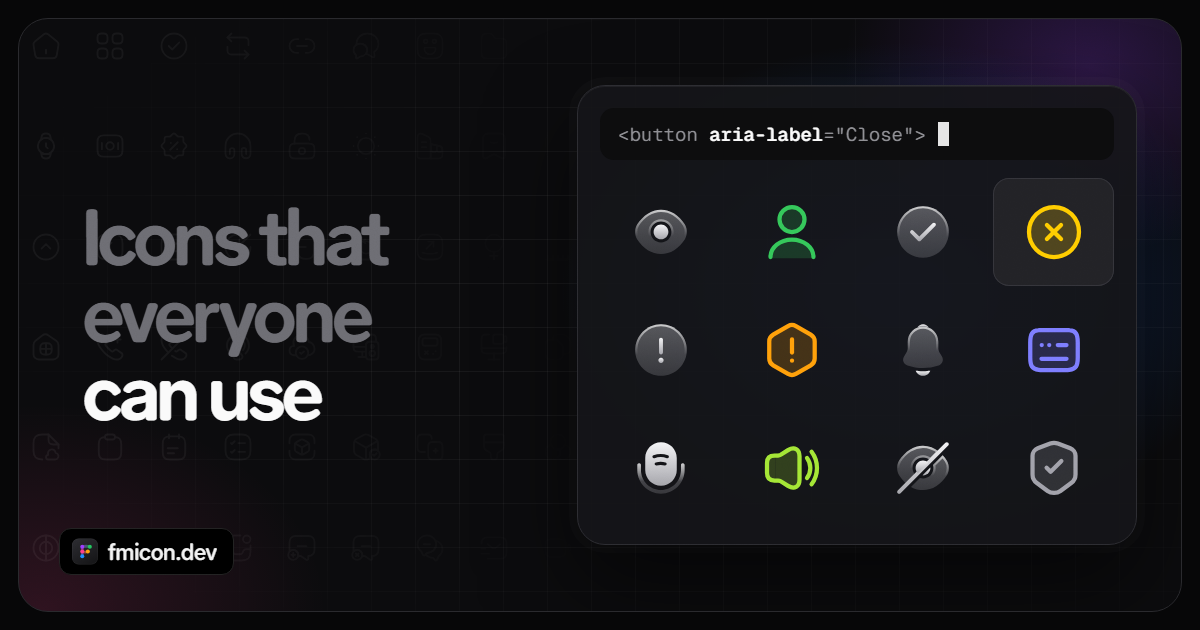 Icons that
everyone
can use
fmicon.dev
<button aria-label="Close">